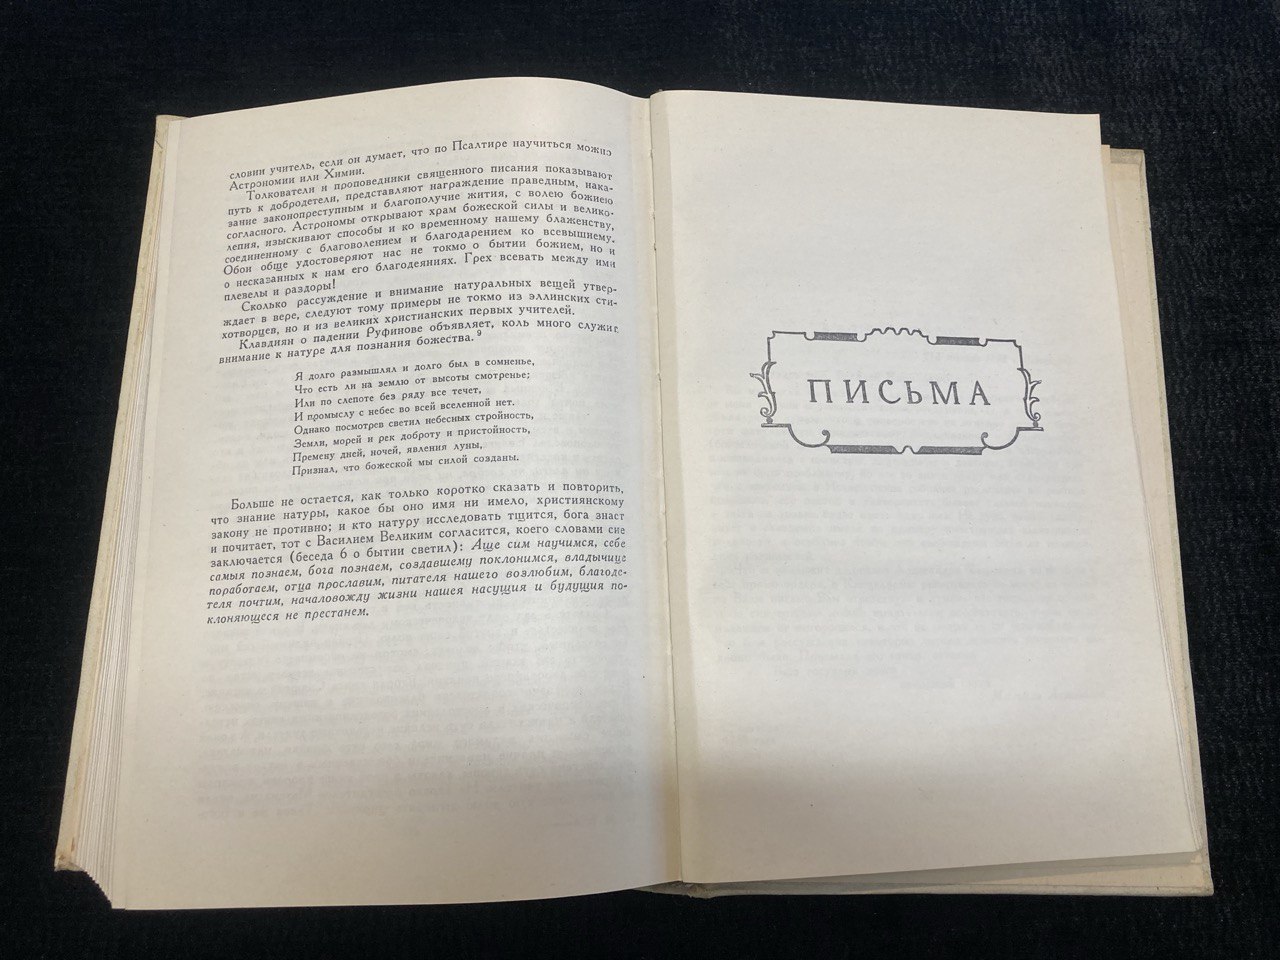 словии учитель, если он думает, что по Псалтире научиться можно
Астрономии или Химии.
Толкователи и проповедники священного писания показывают
путь к добродетели, представляют награждение праведным, нака-
зание законопреступным и благополучие жития, с волею божиею
согласного. Астрономы открывают храм божеской силы и велико-
лепия, изыскивают способы и ко временному нашему блаженству,
соединенному с благоволением и благодарением ко всевышнему.
Обои обще удостоверяют нас не токмо о бытии божием, но и
о несказанных к нам его благодеяниях. Грех всевать между ими
плевелы и раздоры!
Сколько рассуждение и внимание натуральных вещей утвер-
ждает в вере, следуют тому примеры не токмо из эллинских сти-
хотворцев, но и из великих христианских первых учителей.
Клавдиян о падении Руфинове объявляет, коль много служит
внимание к натуре для познания божества.⁹
Я долго размышлял и долго был в сомненье,
Что есть ли на землю от высоты смотренье;
Или по слепоте без ряду все течет,
И промыслу с небес во всей вселенной нет.
Однако посмотрев светил небесных стройность,
Земли, морей и рек доброту и пристойность,
Премену дней, ночей, явления луны,
Признал, что божеской мы силой созданы.
Больше не остается, как только коротко сказать и повторить,
что знание натуры, какое бы оно имя ни имело, християнскому
закону не противно; и кто натуру исследовать тщится, бога знает
и почитает, тот с Василием Великим согласится, коего словами сие
заключается (беседа 6 о бытии светил): Аще сим научимся, себе
самыя познаем, бога познаем, создавшему поклонимся, владычице
поработаем, отца прославим, питателя нашего возлюбим, благоде-
теля почтим, началовожду жизни нашея насущия и будущия по-
клоняющеся не престанем.
ПИСЬМА